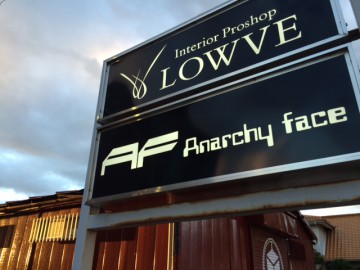 Interior Proshop
LOWVE
AF Anarchy face